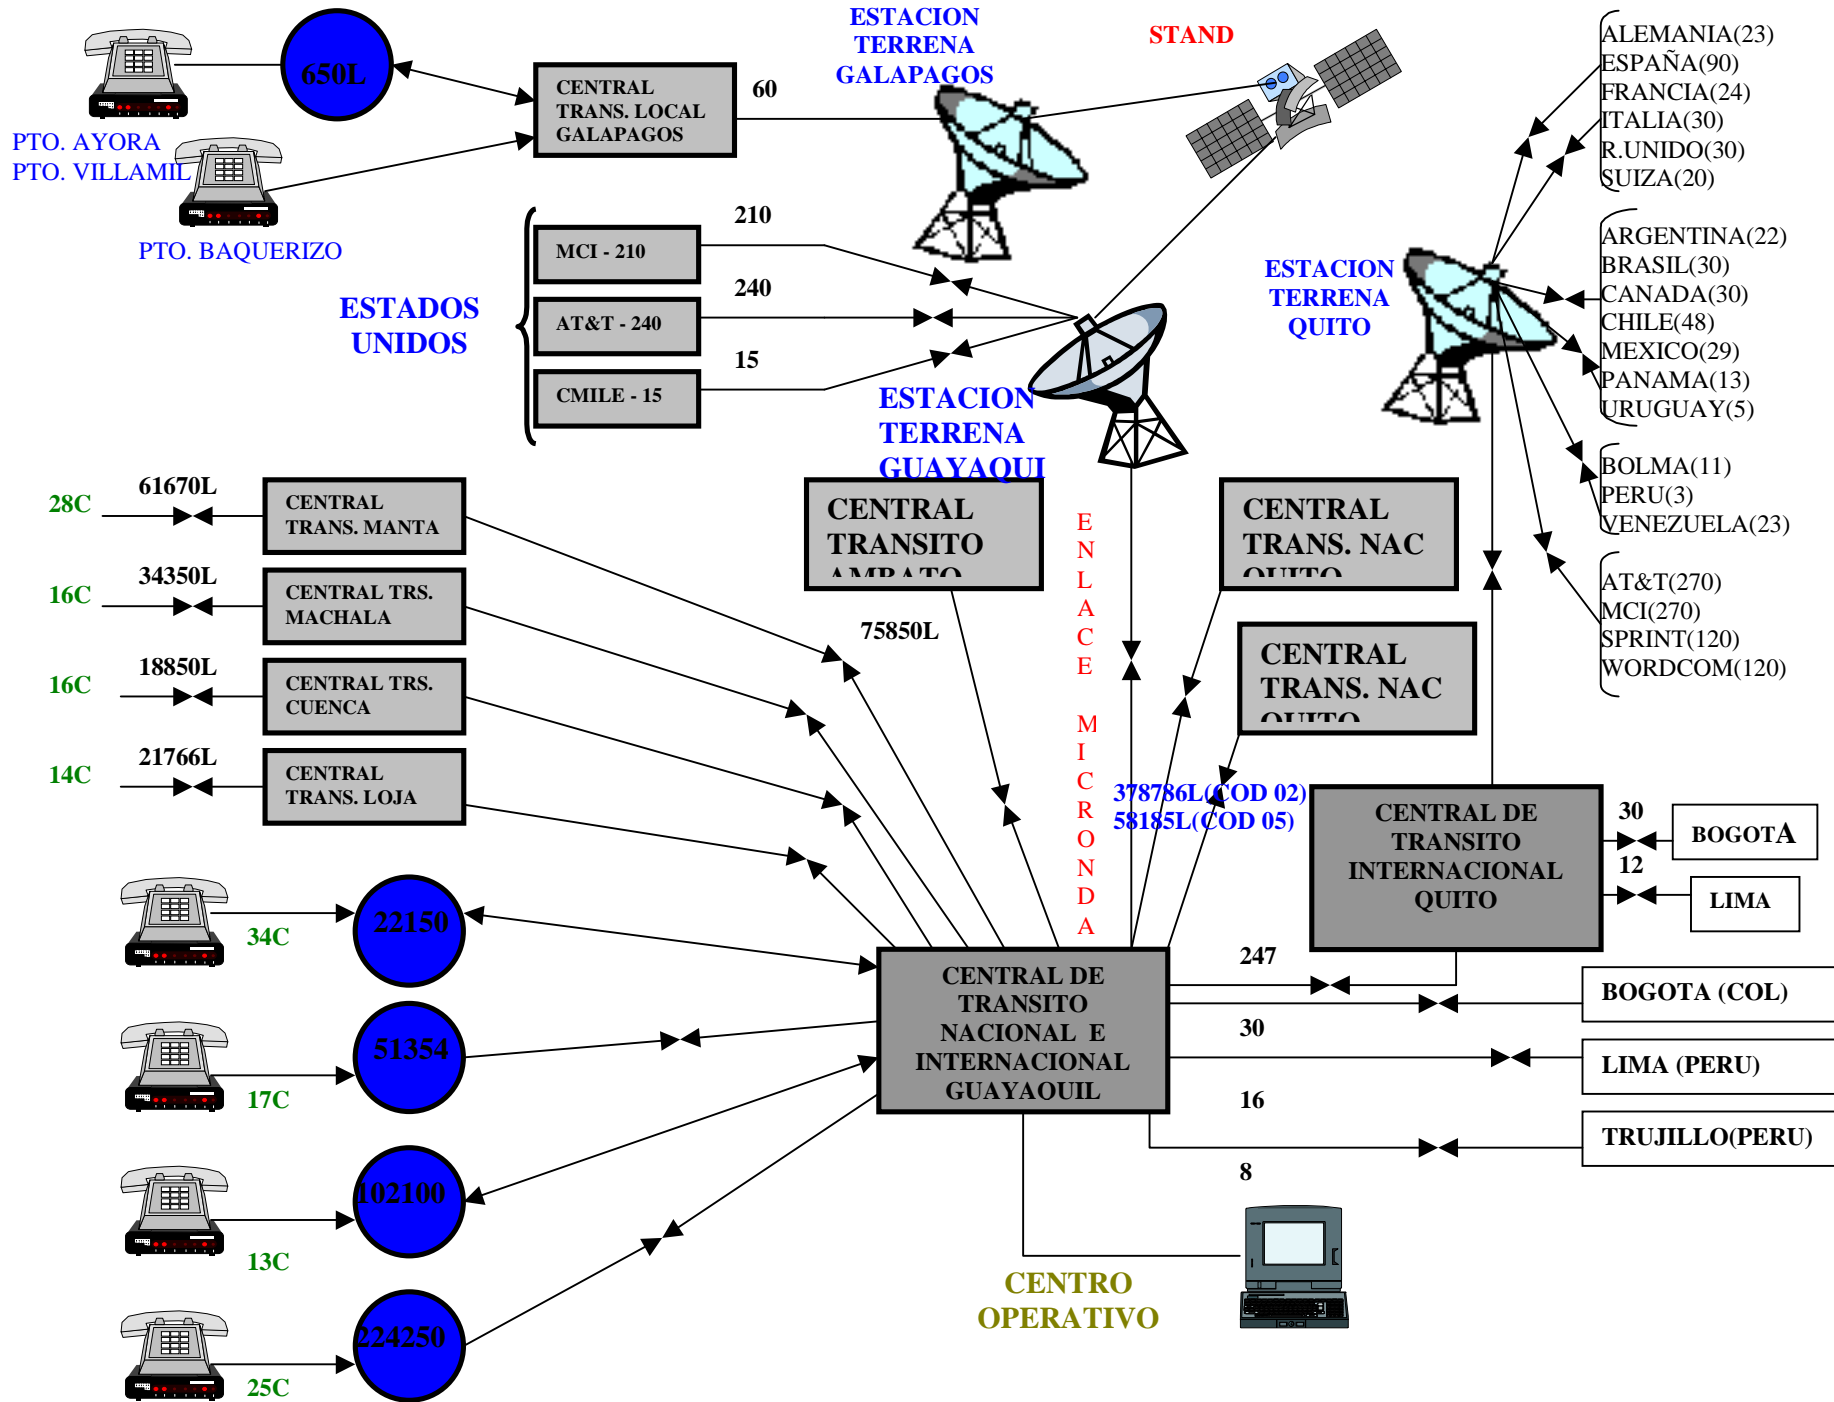 650L
PTO. AYORA
PTO. VILLAMIL
PTO. BAQUERIZO
CENTRAL
TRANS. LOCAL
GALAPAGOS
60
ESTACION
TERRENA
GALAPAGOS
STAND
ESTADOS
UNIDOS
MCI - 210
AT&T - 240
CMILE - 15
210
240
15
ESTACION
TERRENA
GUAYAQUI
ESTACION
TERRENA
QUITO
ALEMANIA(23)
ESPAÑA(90)
FRANCIA(24)
ITALIA(30)
R.UNIDO(30)
SUIZA(20)
ARGENTINA(22)
BRASIL(30)
CANADA(30)
CHILE(48)
MEXICO(29)
PANAMA(13)
URUGUAY(5)
BOLMA(11)
PERU(3)
VENEZUELA(23)
AT&T(270)
MCI(270)
SPRINT(120)
WORDCOM(120)
28C
61670L
CENTRAL
TRANS. MANTA
16C
34350L
CENTRAL TRS.
MACHALA
16C
18850L
CENTRAL TRS.
CUENCA
14C
21766L
CENTRAL
TRANS. LOJA
CENTRAL
TRANSITO
AMBATO
75850L
ENLACE MICRONDA
CENTRAL
TRANS. NAC
QUITO
CENTRAL
TRANS. NAC
QUITO
378786L(COD 02)
58185L(COD 05)
CENTRAL DE
TRANSITO
INTERNACIONAL
QUITO
30
BOGOTA
12
LIMA
34C
22150
17C
51354
13C
102100
25C
224250
CENTRAL DE
TRANSITO
NACIONAL E
INTERNACIONAL
GUAYAQUIL
247
BOGOTA (COL)
30
LIMA (PERU)
16
TRUJILLO(PERU)
8
CENTRO
OPERATIVO